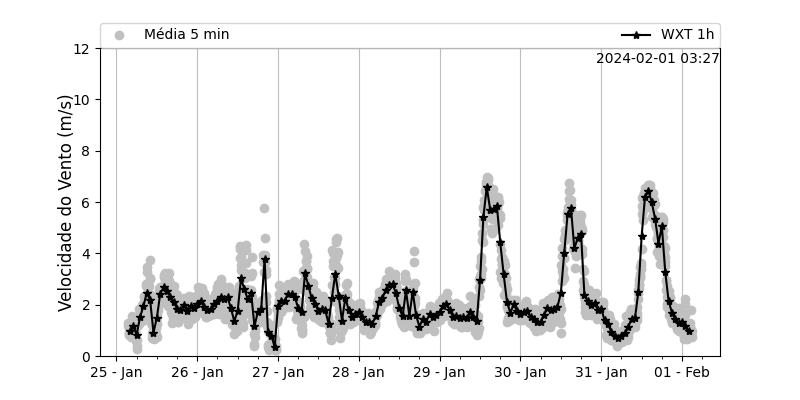 Média 5 min
WXT 1h
2024-02-01 03:27
Velocidade do Vento (m/s)
12
10
8
6
4
2
0
25 - Jan
26 - Jan
27 - Jan
28 - Jan
29 - Jan
30 - Jan
31 - Jan
01 - Feb